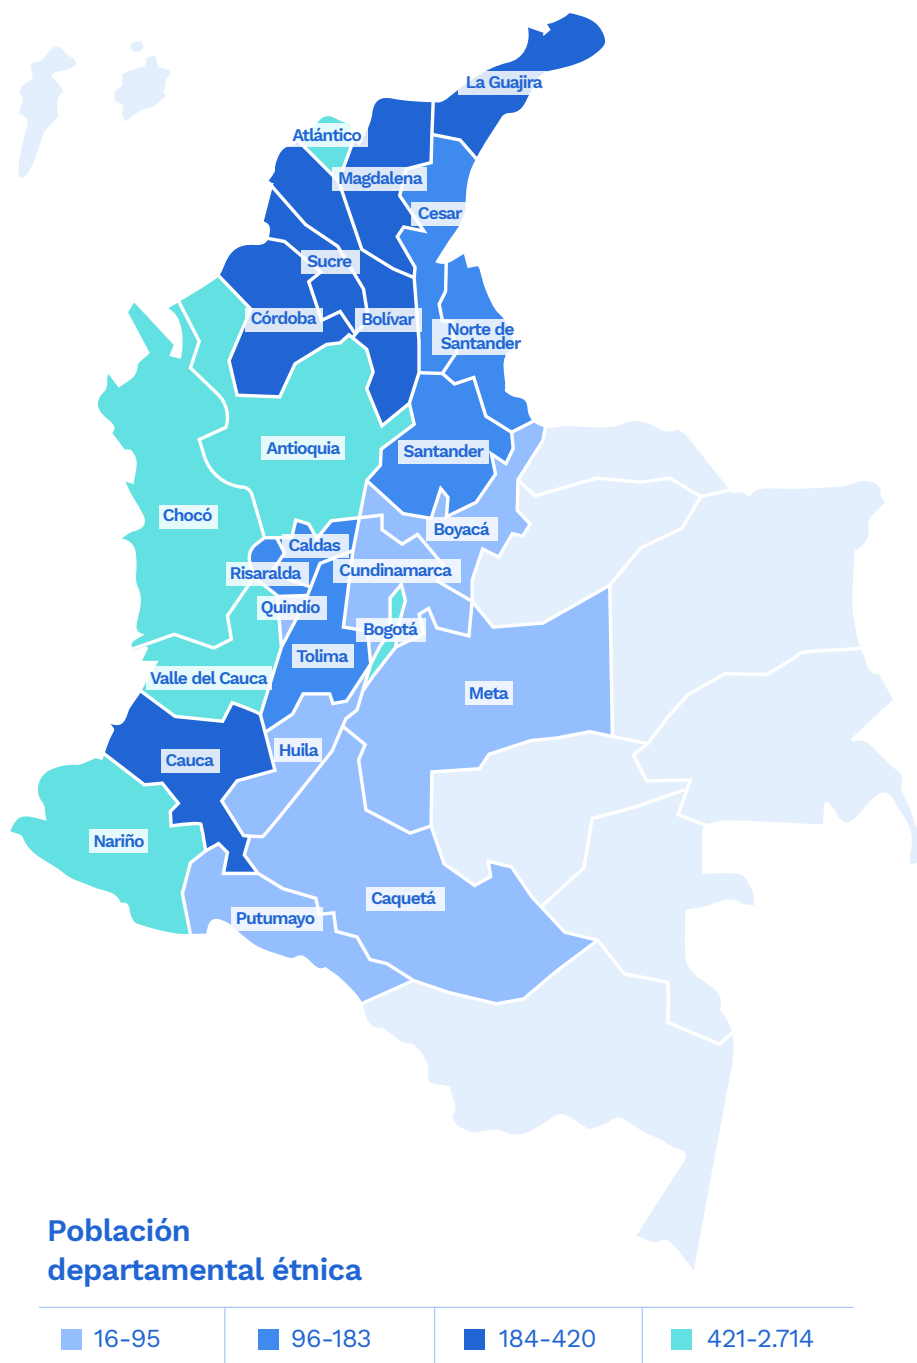 La Guajira
Atlántico
Magdalena
Cesar
Sucre
Córdoba
Bolívar
Norte de
Santander
Antioquia
Santander
Chocó
Boyacá
Caldas
Risaralda
Cundinamarca
Quindío
Bogotá
Tolima
Valle del Cauca
Meta
Cauca
Huila
Nariño
Caquetá
Putumayo
Población
departamental étnica
16-95
96-183
184-420
421-2.714